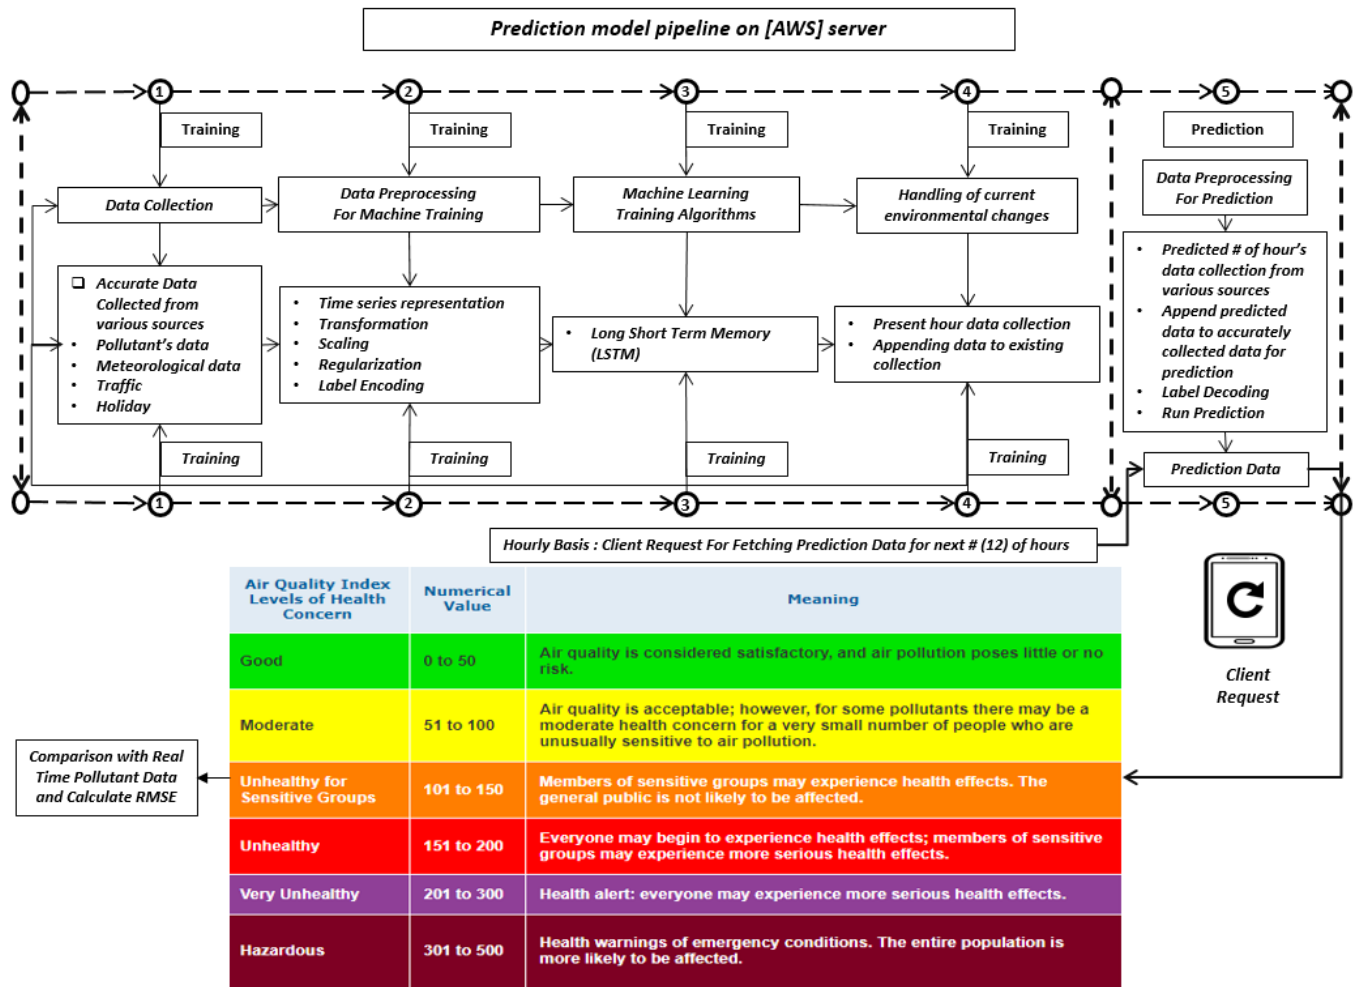 Prediction model pipeline on [AWS] server
1
2
3
4
5
Training
Training
Training
Training
Prediction
Data Collection
Data Preprocessing
For Machine Training
Machine Learning
Training Algorithms
Handling of current
environmental changes
Data Preprocessing
For Prediction
❑ Accurate Data
Collected from
various sources
• Pollutant's data
• Meteorological data
• Traffic
• Holiday
• Time series representation
• Transformation
• Scaling
• Regularization
• Label Encoding
• Long Short Term Memory
(LSTM)
• Present hour data collection
• Appending data to existing
collection
• Predicted # of hour's
data collection from
various sources
• Append predicted
data to accurately
collected data for
prediction
• Label Decoding
• Run Prediction
Training
Training
Training
Training
Prediction Data
1
2
3
4
5
Hourly Basis : Client Request For Fetching Prediction Data for next # (12) of hours
Client
Request
Air Quality Index
Levels of Health
Concern
Numerical
Value
Meaning
Good
0 to 50
Air quality is considered satisfactory, and air pollution poses little or no
risk.
Moderate
51 to 100
Air quality is acceptable; however, for some pollutants there may be a
moderate health concern for a very small number of people who are
unusually sensitive to air pollution.
Comparison with Real
Time Pollutant Data
and Calculate RMSE
Unhealthy for
Sensitive Groups
101 to 150
Members of sensitive groups may experience health effects. The
general public is not likely to be affected.
Unhealthy
151 to 200
Everyone may begin to experience health effects; members of sensitive
groups may experience more serious health effects.
Very Unhealthy
201 to 300
Health alert: everyone may experience more serious health effects.
Hazardous
301 to 500
Health warnings of emergency conditions. The entire population is
more likely to be affected.